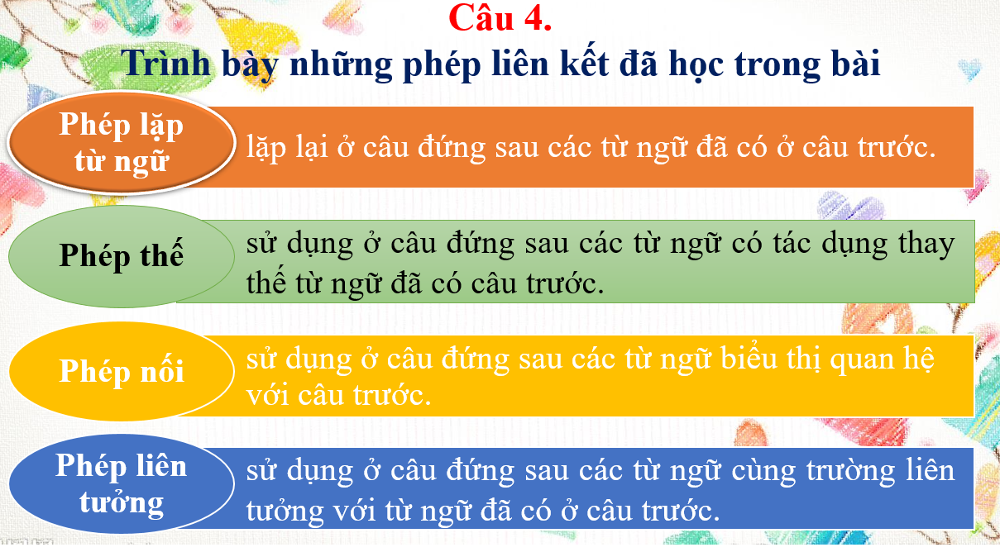 Câu 4.
Trình bày những phép liên kết đã học trong bài
Phép lặp
từ ngữ
lặp lại ở câu đứng sau các từ ngữ đã có ở câu trước.
Phép thế
sử dụng ở câu đứng sau các từ ngữ có tác dụng thay
thế từ ngữ đã có câu trước.
Phép nối
sử dụng ở câu đứng sau các từ ngữ biểu thị quan hệ
với câu trước.
Phép liên
tưởng
sử dụng ở câu đứng sau các từ ngữ cùng trường liên
tưởng với từ ngữ đã có ở câu trước.